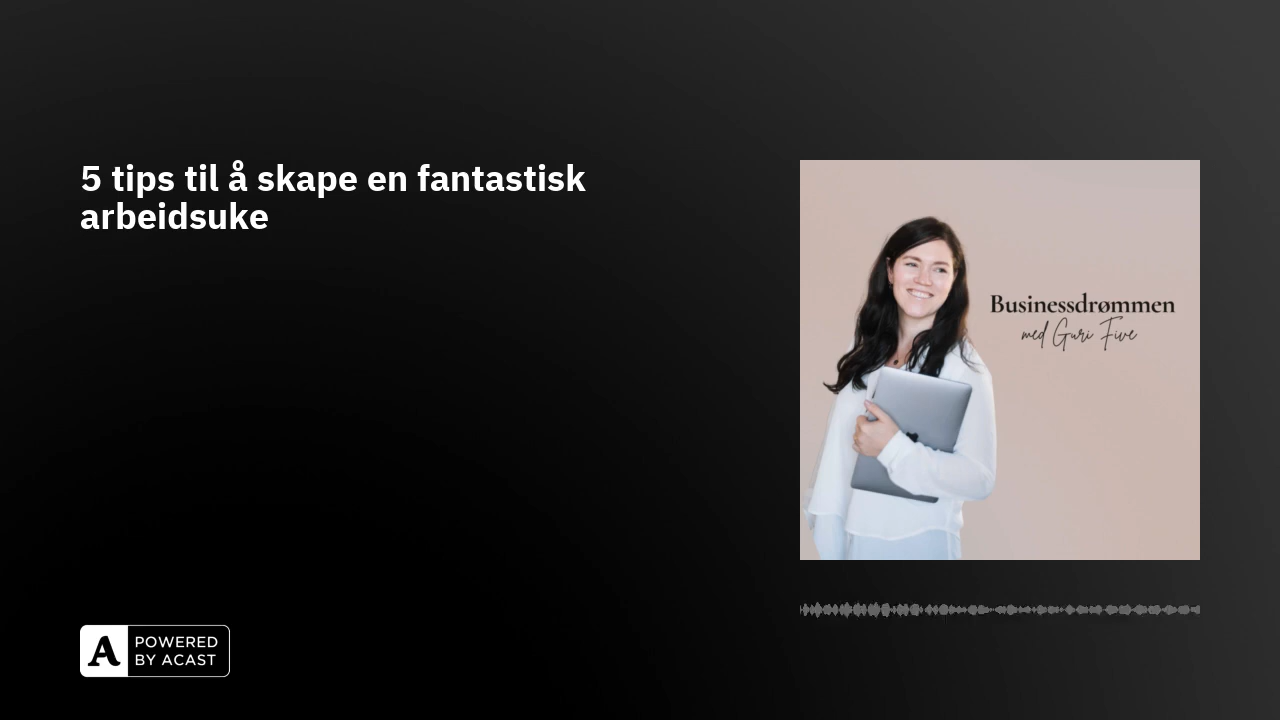 5 tips til å skape en fantastisk
arbeidsuke
Businessdrømmen
med Guri Five
A
POWERED
BY ACAST